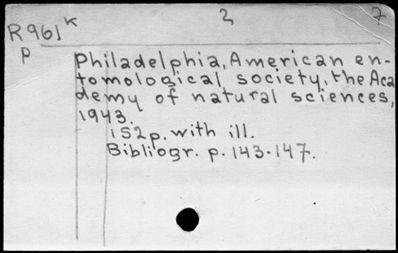 2 7
R961k
p
Philadelphia, American en-
tomological society, the Aca
demy of natural sciences,
1943.
152p. with ill.
Bibliogr. p. 143-147.